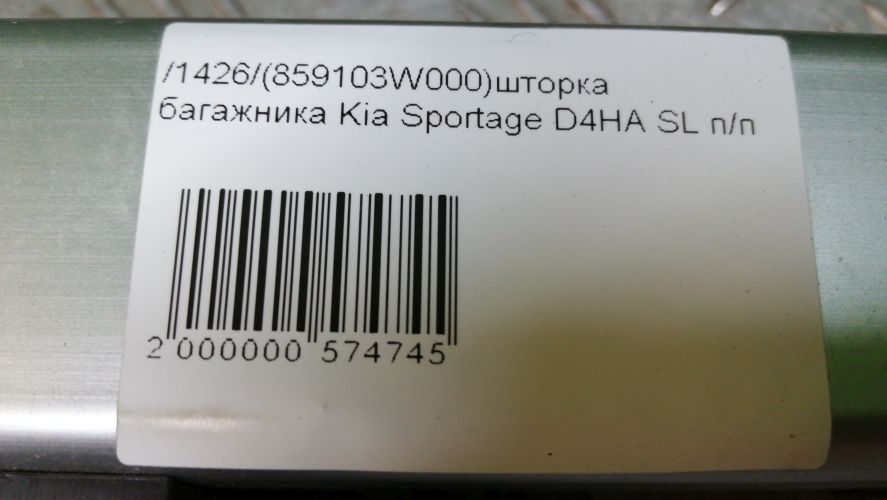 /1426/(859103W000)шторка
багажника Kia Sportage D4HA SL п/п
2 000000 574745